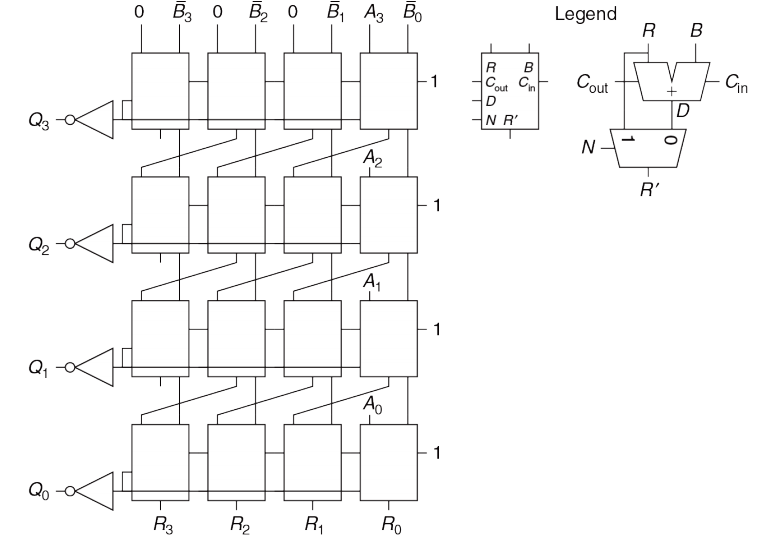 Legend
0 B̅₃ 0 B̅₂ 0 B̅₁ A₃ B̅₀
R B
R B
1
Cout Cin
Cout Cin
+
D
D
N R′
Q₃
N 1 0
A₂
R′
1
Q₂
A₁
1
Q₁
A₀
1
Q₀
R₃ R₂ R₁ R₀